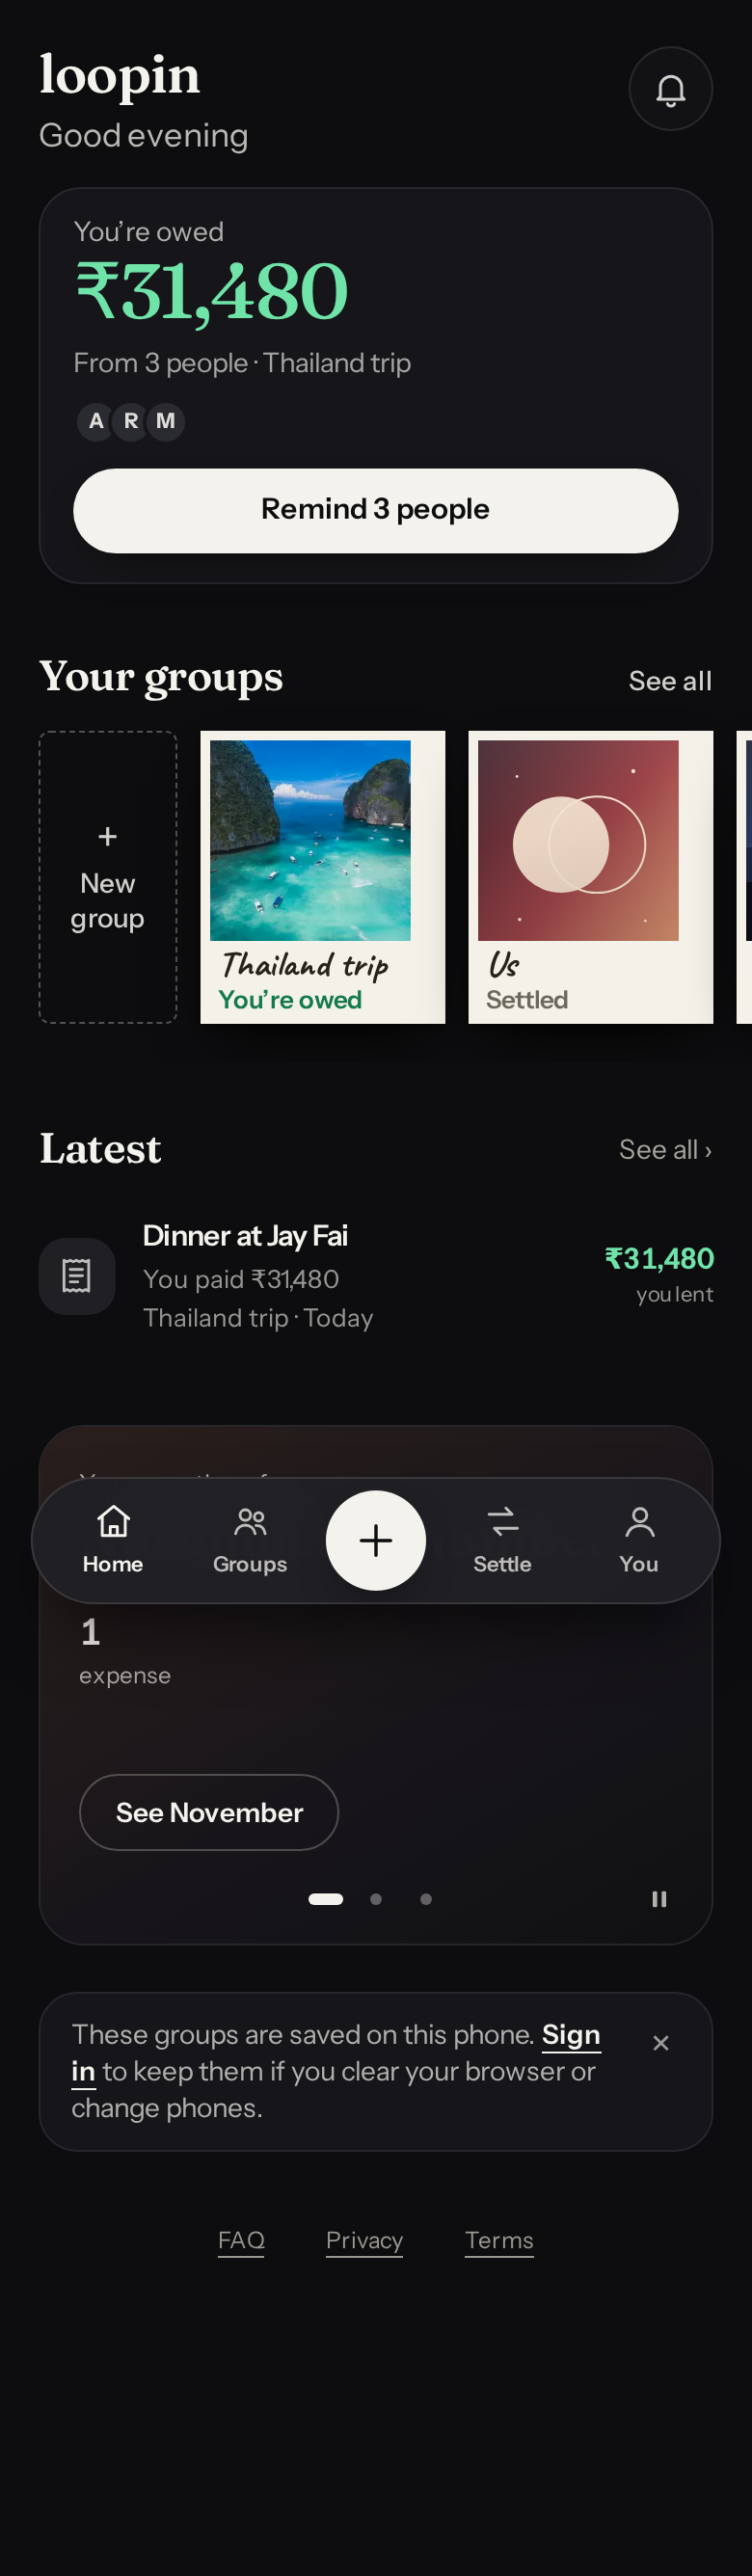 loopin
Good evening
You’re owed
₹31,480
From 3 people · Thailand trip
A R M
Remind 3 people
Your groups
See all
+
New
group
Thailand trip
You’re owed
Us
Settled
Latest
See all ›
Dinner at Jay Fai
You paid ₹31,480
Thailand trip · Today
₹31,480
you lent
Home
Groups
Settle
You
1
expense
See November
These groups are saved on this phone. Sign
in to keep them if you clear your browser or
change phones.
FAQ
Privacy
Terms